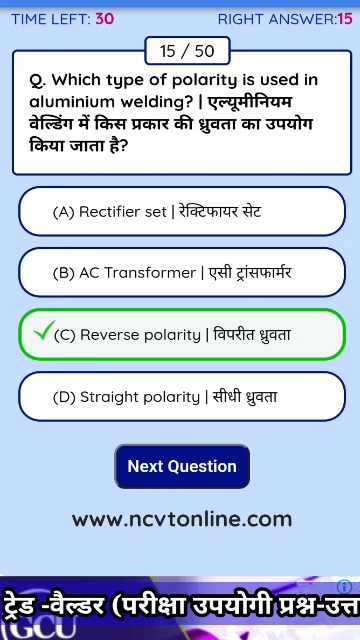 TIME LEFT: 30 RIGHT ANSWER:15
15 / 50
Q. Which type of polarity is used in
aluminium welding? | एल्यूमीनियम
वेल्डिंग में किस प्रकार की ध्रुवता का उपयोग
किया जाता है?
(A) Rectifier set | रेक्टिफायर सेट
(B) AC Transformer | एसी ट्रांसफार्मर
(C) Reverse polarity | विपरीत ध्रुवता
(D) Straight polarity | सीधी ध्रुवता
Next Question
www.ncvtonline.com
ट्रेड -वैल्डर (परीक्षा उपयोगी प्रश्न-उत्त
GCU